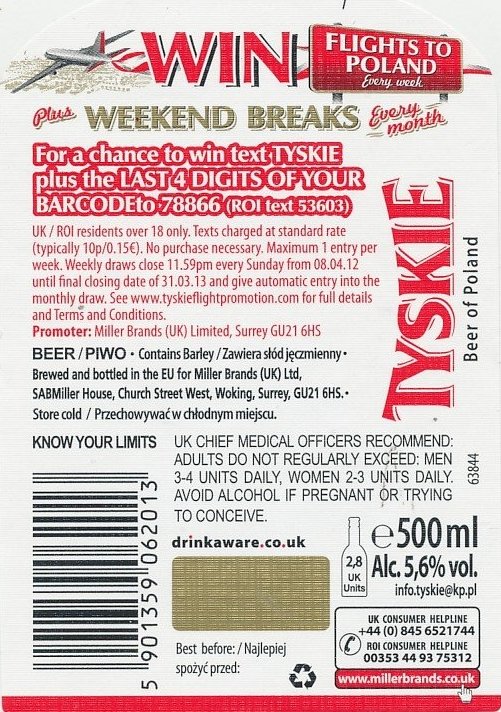 WIN
FLIGHTS TO
POLAND
Every week
Plus WEEKEND BREAKS Every month
For a chance to win text TYSKIE
plus the LAST 4 DIGITS OF YOUR
BARCODE to 78866 (ROI text 53603)
UK / ROI residents over 18 only. Texts charged at standard rate
(typically 10p/0.15€). No purchase necessary. Maximum 1 entry per
week. Weekly draws close 11.59pm every Sunday from 08.04.12
until final closing date of 31.03.13 and give automatic entry into the
monthly draw. See www.tyskieflightpromotion.com for full details
and Terms and Conditions.
Promoter: Miller Brands (UK) Limited, Surrey GU21 6HS
BEER / PIWO • Contains Barley / Zawiera słód jęczmienny •
Brewed and bottled in the EU for Miller Brands (UK) Ltd,
SABMiller House, Church Street West, Woking, Surrey, GU21 6HS. •
Store cold / Przechowywać w chłodnym miejscu.
TYSKIE
Beer of Poland
63844
KNOW YOUR LIMITS
UK CHIEF MEDICAL OFFICERS RECOMMEND:
ADULTS DO NOT REGULARLY EXCEED: MEN
3-4 UNITS DAILY, WOMEN 2-3 UNITS DAILY.
AVOID ALCOHOL IF PREGNANT OR TRYING
TO CONCEIVE.
drinkaware.co.uk
5 901359 062013
2,8
UK
Units
e 500 ml
Alc. 5,6% vol.
info.tyskie@kp.pl
Best before: / Najlepiej
spożyć przed:
UK CONSUMER HELPLINE
+44 (0) 845 6521744
ROI CONSUMER HELPLINE
00353 44 93 75312
www.millerbrands.co.uk